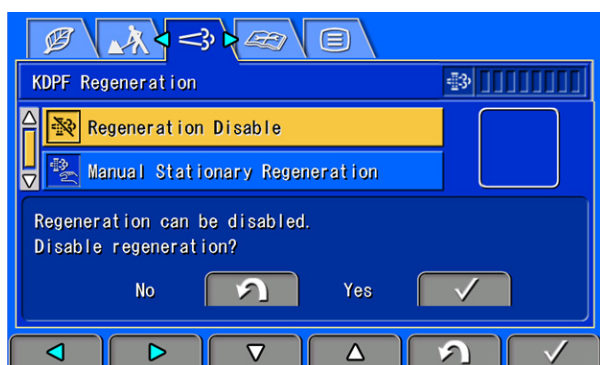 KDPF Regeneration
Regeneration Disable
Manual Stationary Regeneration
Regeneration can be disabled.
Disable regeneration?
No Yes